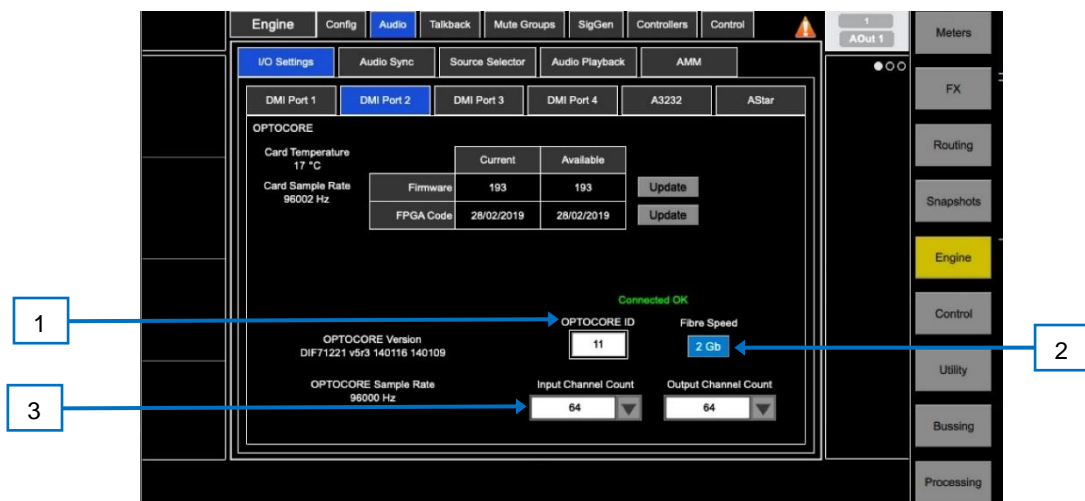 Engine Config Audio Talkback Mute Groups SigGen Controllers Control
1
AOut 1
Meters
I/O Settings Audio Sync Source Selector Audio Playback AMM
FX
DMI Port 1 DMI Port 2 DMI Port 3 DMI Port 4 A3232 AStar
OPTOCORE
Card Temperature
17 °C
Current Available
Routing
Card Sample Rate
96002 Hz
Firmware 193 193 Update
FPGA Code 28/02/2019 28/02/2019 Update
Snapshots
Engine
Connected OK
1
OPTOCORE ID Fibre Speed
Control
11 2 Gb
2
OPTOCORE Version
DIF71221 v5r3 140116 140109
Utility
OPTOCORE Sample Rate
96000 Hz
Input Channel Count Output Channel Count
3
64 64
Bussing
Processing